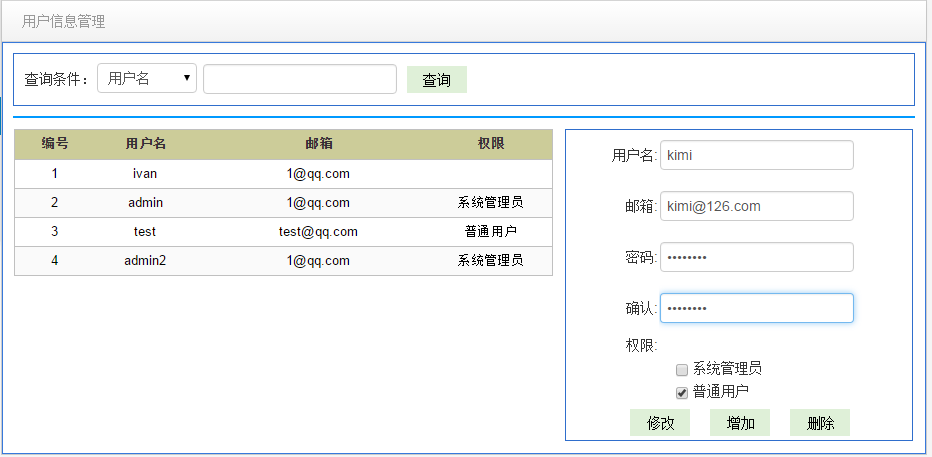 用户信息管理
查询条件： 用户名 查询
编号 用户名 邮箱 权限
1 ivan 1@qq.com
2 admin 1@qq.com 系统管理员
3 test test@qq.com 普通用户
4 admin2 1@qq.com 系统管理员
用户名: kimi
邮箱: kimi@126.com
密码: ••••••••
确认: ••••••••
权限:
系统管理员
普通用户
修改 增加 删除